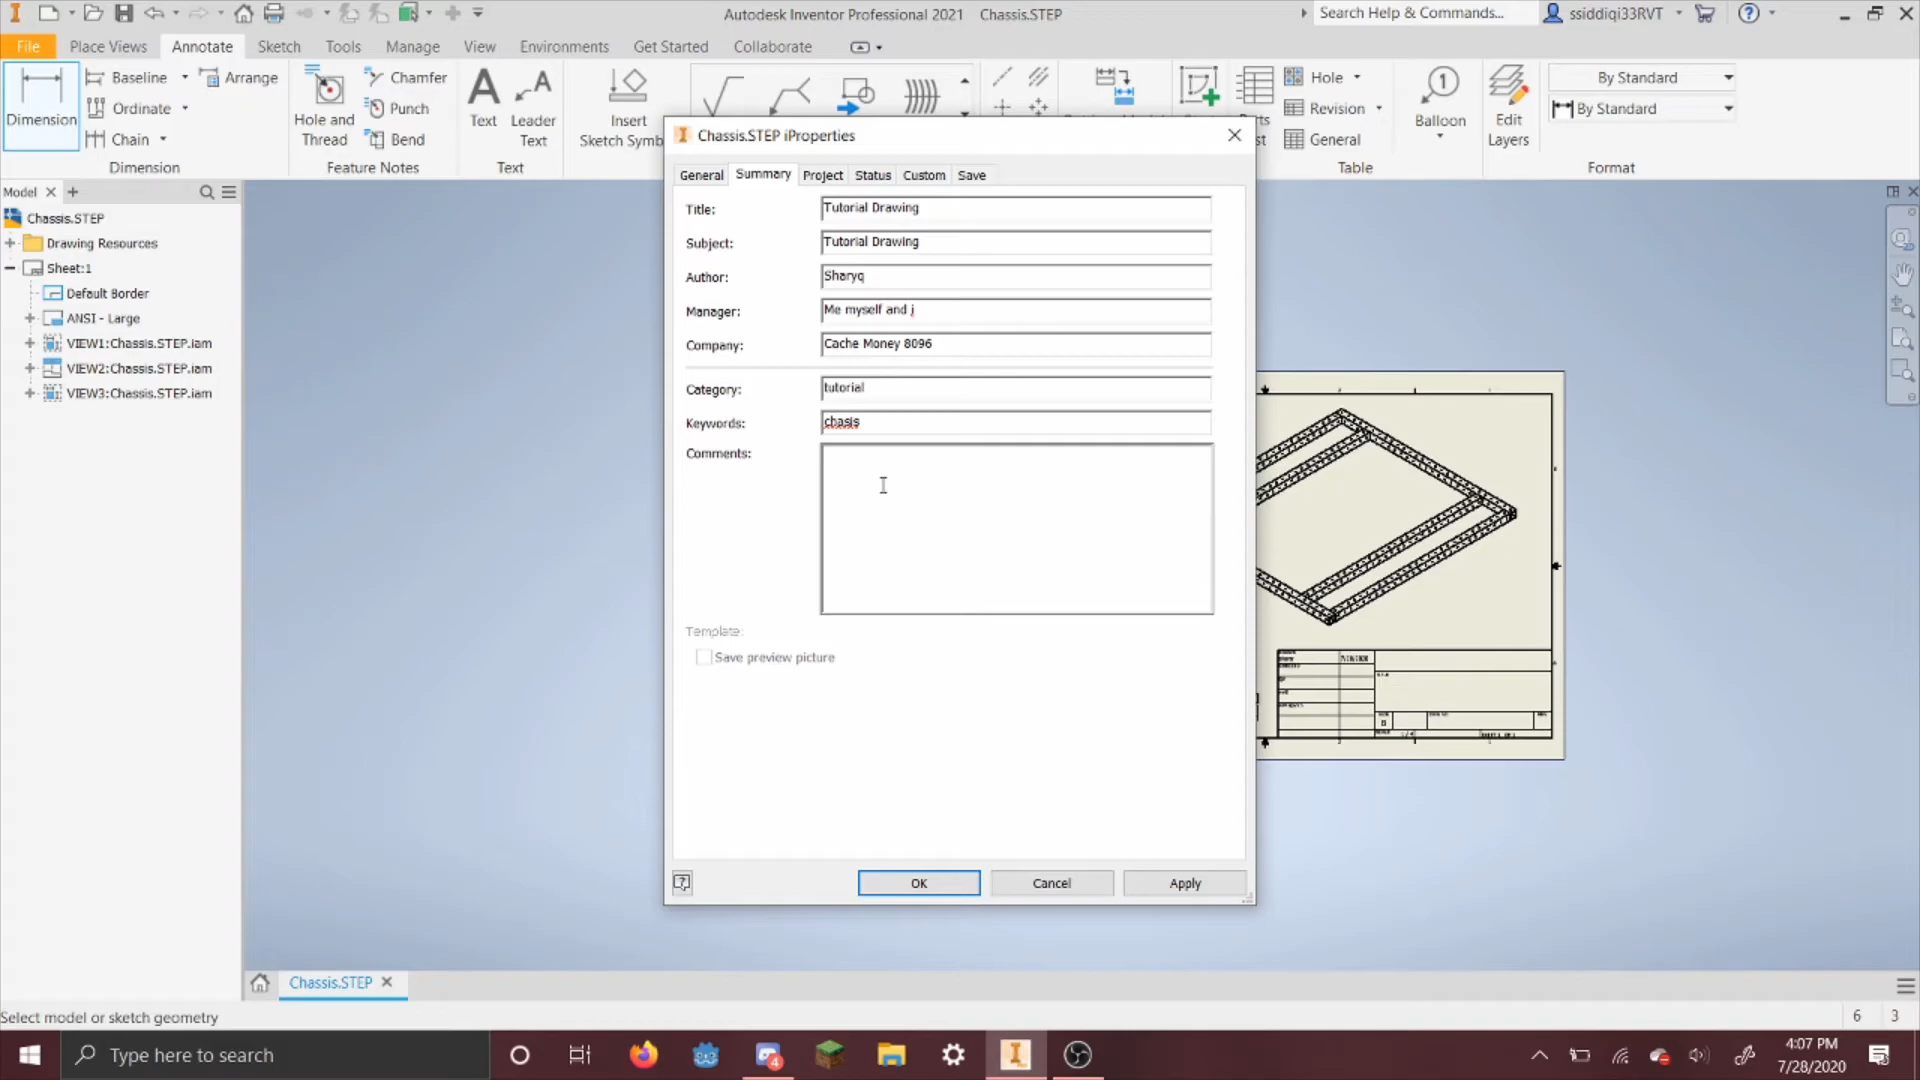 Autodesk Inventor Professional 2021 Chassis.STEP
Search Help & Commands...
ssiddiqi33RVT
File
Place Views
Annotate
Sketch
Tools
Manage
View
Environments
Get Started
Collaborate
Dimension
Baseline
Ordinate
Chain
Arrange
Dimension
Hole and
Thread
Chamfer
Punch
Bend
Feature Notes
Text
Leader
Text
Text
Insert
Sketch Symb
Hole
Revision
General
Table
Balloon
Edit
Layers
By Standard
By Standard
Format
Model
Chassis.STEP
Drawing Resources
Sheet:1
Default Border
ANSI - Large
VIEW1:Chassis.STEP.iam
VIEW2:Chassis.STEP.iam
VIEW3:Chassis.STEP.iam
Chassis.STEP iProperties
General
Summary
Project
Status
Custom
Save
Title: Tutorial Drawing
Subject: Tutorial Drawing
Author: Sharyq
Manager: Me myself and j
Company: Cache Money 8096
Category: tutorial
Keywords: chasis
Comments:
Template:
Save preview picture
OK
Cancel
Apply
Chassis.STEP
Select model or sketch geometry
6 3
Type here to search
4
4:07 PM
7/28/2020